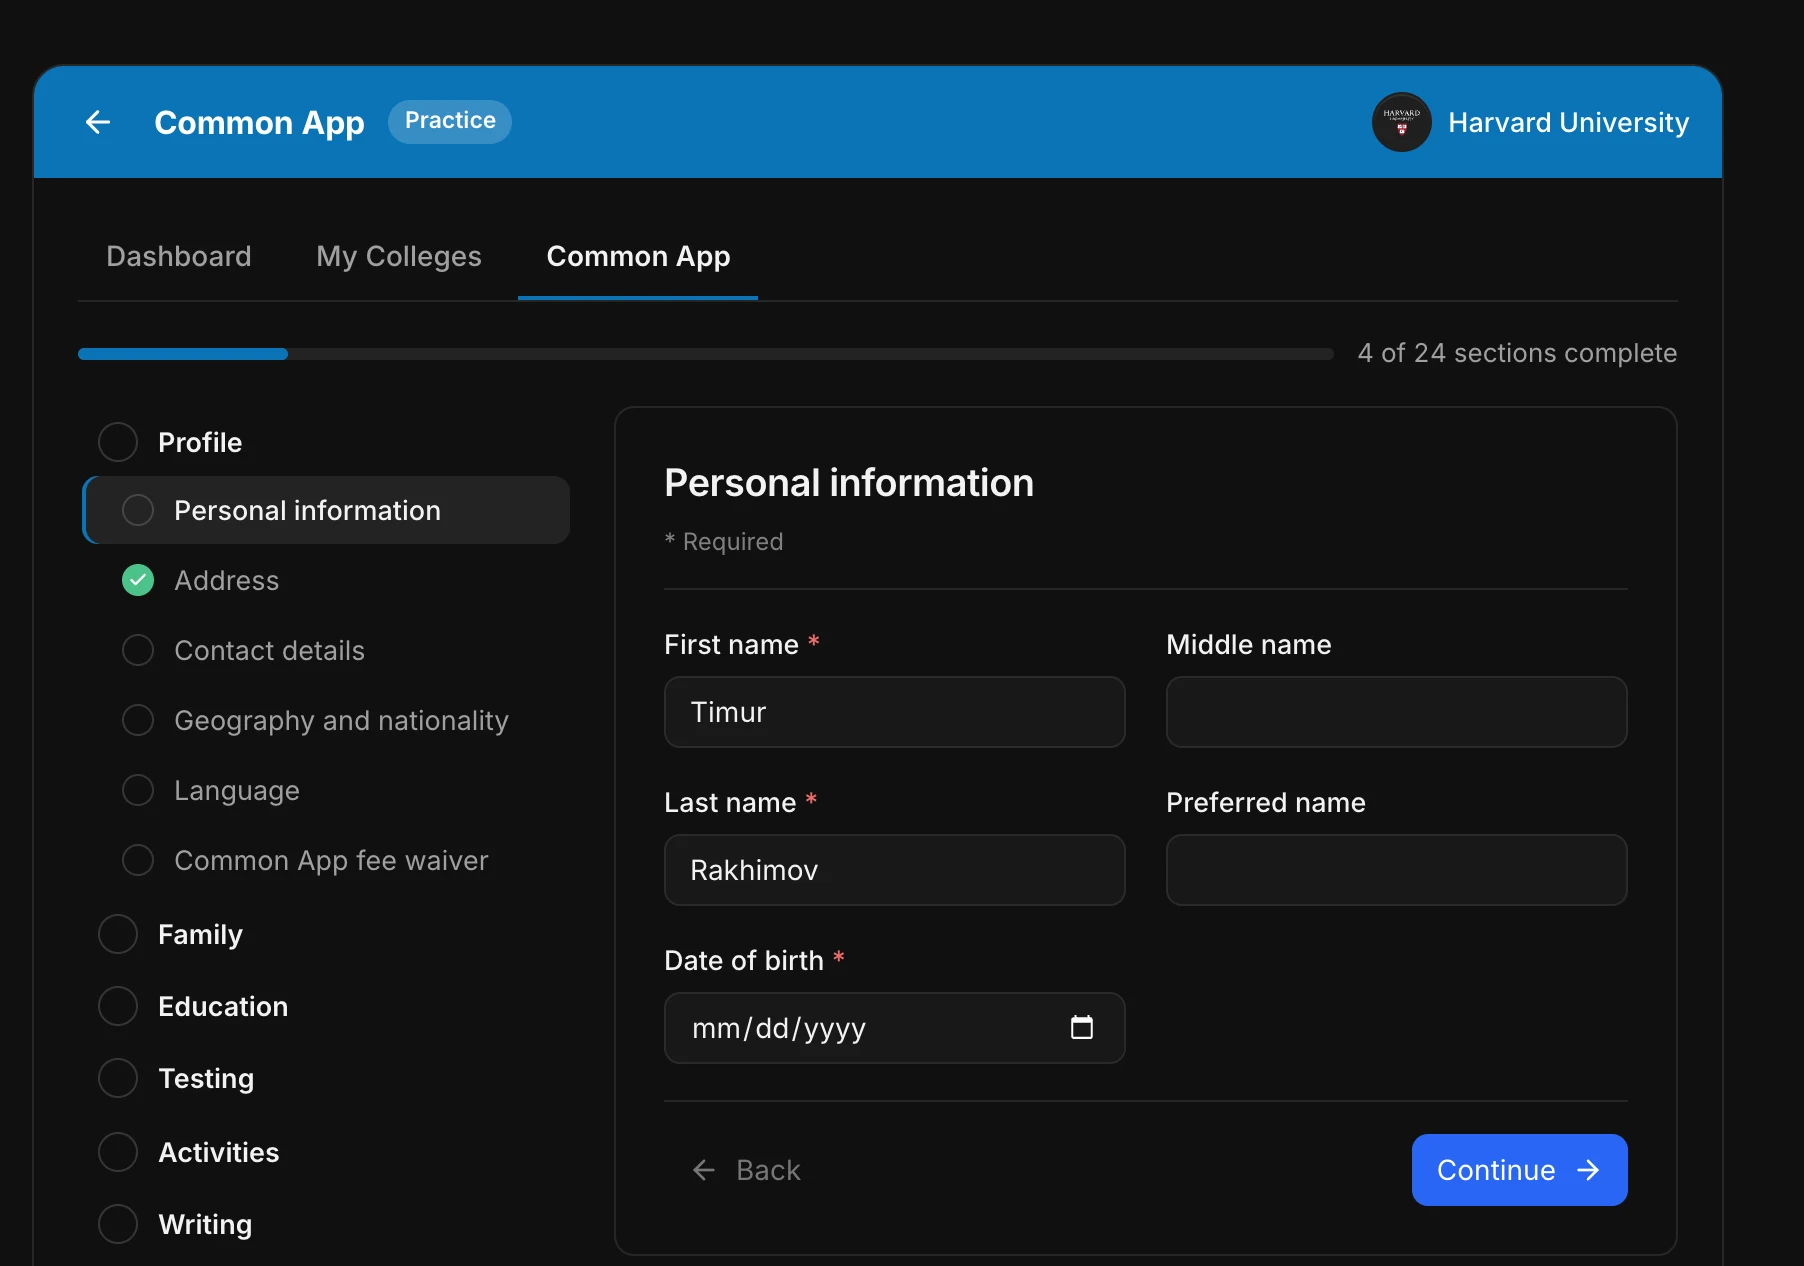 Common App
Practice
HARVARD
UNIVERSITY
Harvard University
Dashboard
My Colleges
Common App
4 of 24 sections complete
Profile
Personal information
Address
Contact details
Geography and nationality
Language
Common App fee waiver
Family
Education
Testing
Activities
Writing
Personal information
* Required
First name *
Timur
Middle name
Last name *
Rakhimov
Preferred name
Date of birth *
mm/dd/yyyy
Back
Continue